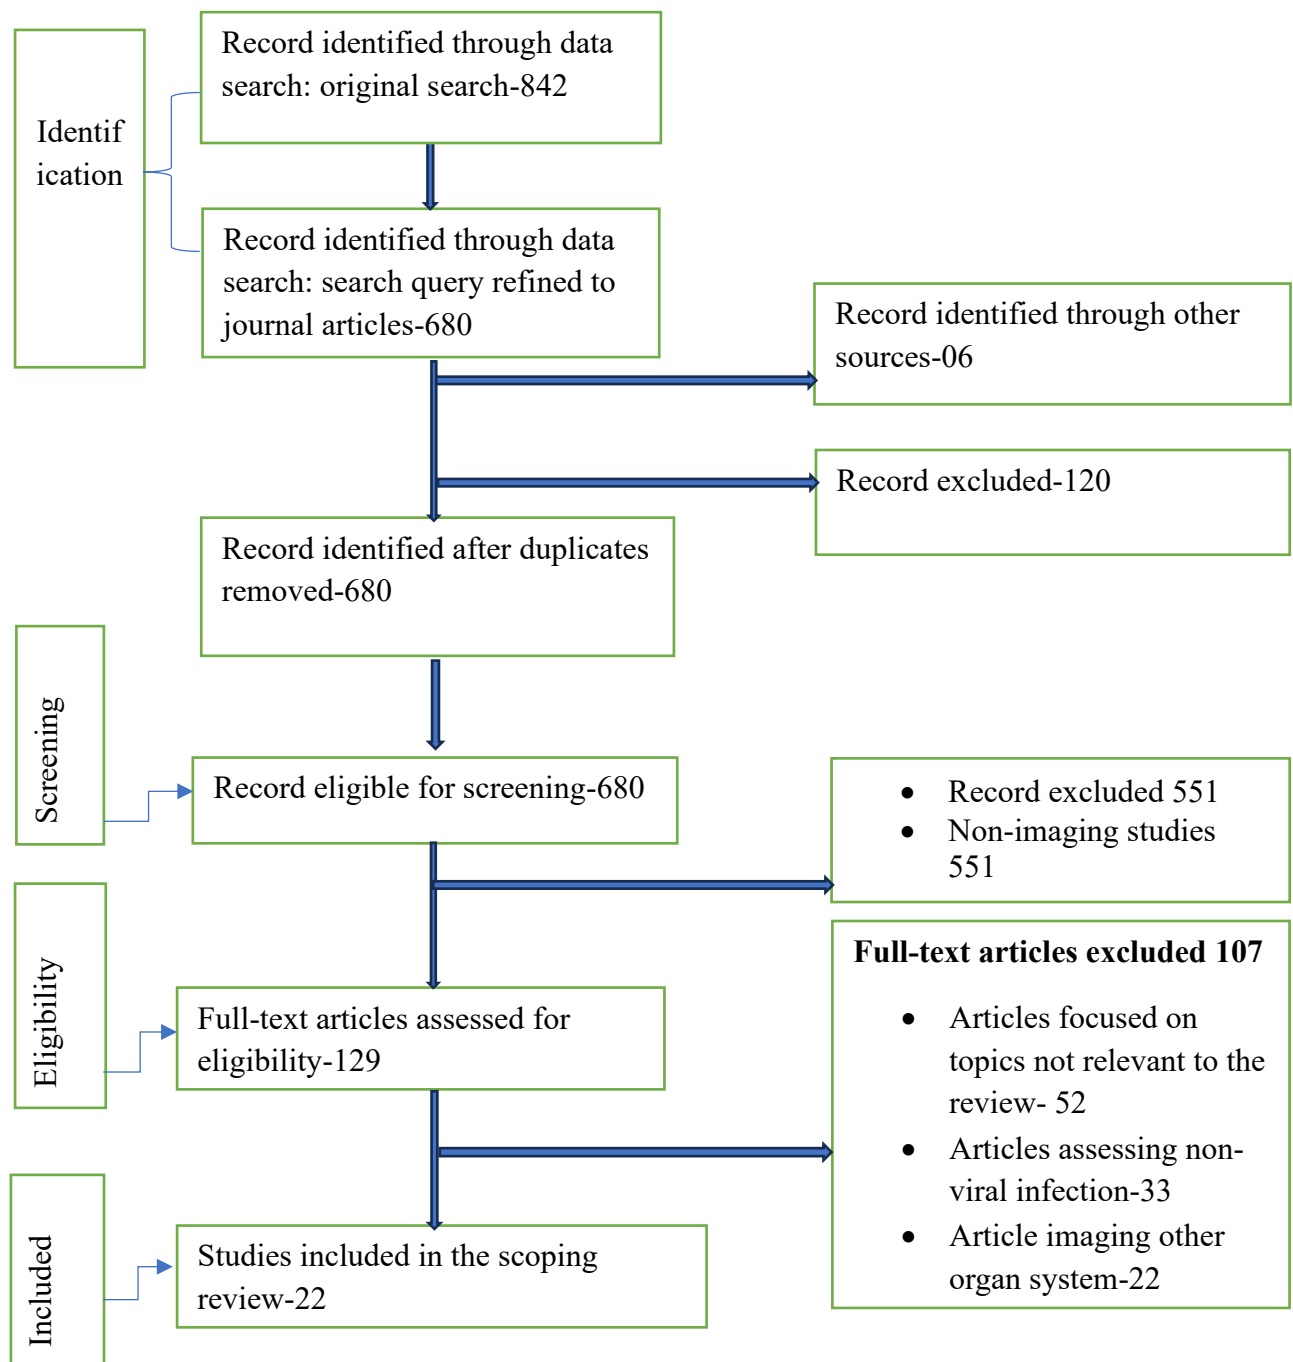 Record identified through data
search: original search-842
Identif
ication
Record identified through data
search: search query refined to
journal articles-680
Record identified through other
sources-06
Record excluded-120
Record identified after duplicates
removed-680
Screening
Record eligible for screening-680
• Record excluded 551
• Non-imaging studies
551
Eligibility
Full-text articles assessed for
eligibility-129
Full-text articles excluded 107
• Articles focused on
topics not relevant to the
review- 52
• Articles assessing non-
viral infection-33
• Article imaging other
organ system-22
Included
Studies included in the scoping
review-22